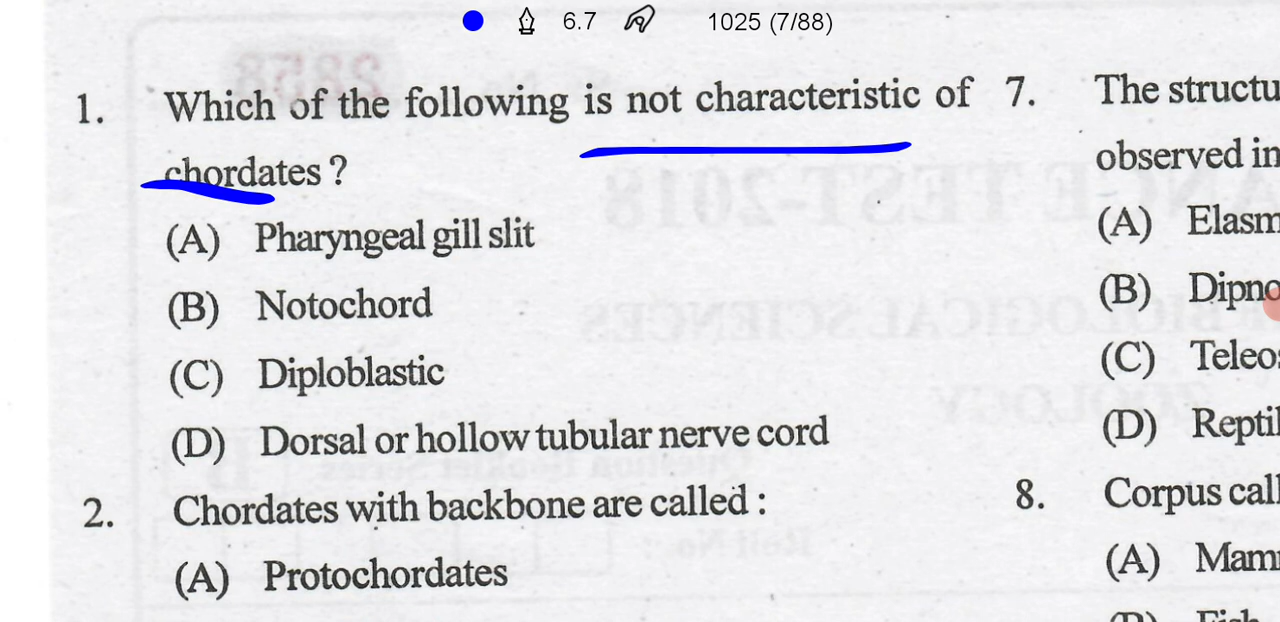 6.7 1025 (7/88)
1. Which of the following is not characteristic of
chordates ?
(A) Pharyngeal gill slit
(B) Notochord
(C) Diploblastic
(D) Dorsal or hollow tubular nerve cord
2. Chordates with backbone are called :
(A) Protochordates
7. The structu
observed in
(A) Elasm
(B) Dipno
(C) Teleo
(D) Reptil
8. Corpus call
(A) Mam
(B) Fish